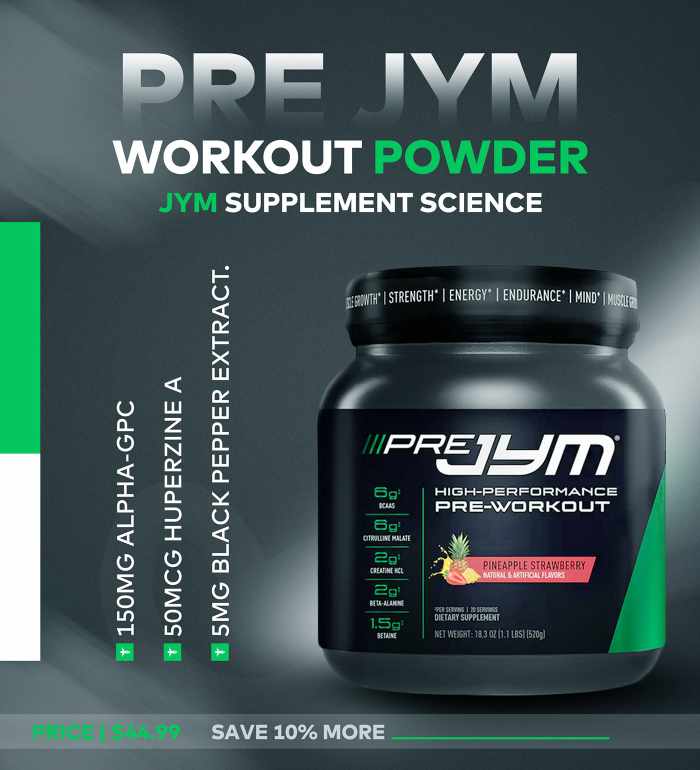 PRE JYM
WORKOUT POWDER
JYM SUPPLEMENT SCIENCE
150MG ALPHA-GPC
50MCG HUPERZINE A
5MG BLACK PEPPER EXTRACT.
GROWTH* | STRENGTH* | ENERGY* | ENDURANCE* | MIND* | MUSCLE
///PRE JYM®
HIGH-PERFORMANCE
PRE-WORKOUT
6g‡
BCAAS
6g‡
CITRULLINE MALATE
2g‡
CREATINE HCL
2g‡
BETA-ALANINE
1.5g‡
BETAINE
PINEAPPLE STRAWBERRY
NATURAL & ARTIFICIAL FLAVORS
‡PER SERVING | 20 SERVINGS
DIETARY SUPPLEMENT
NET WEIGHT: 18.3 OZ (1.1 LBS) (520g)
PRICE | $44.99
SAVE 10% MORE